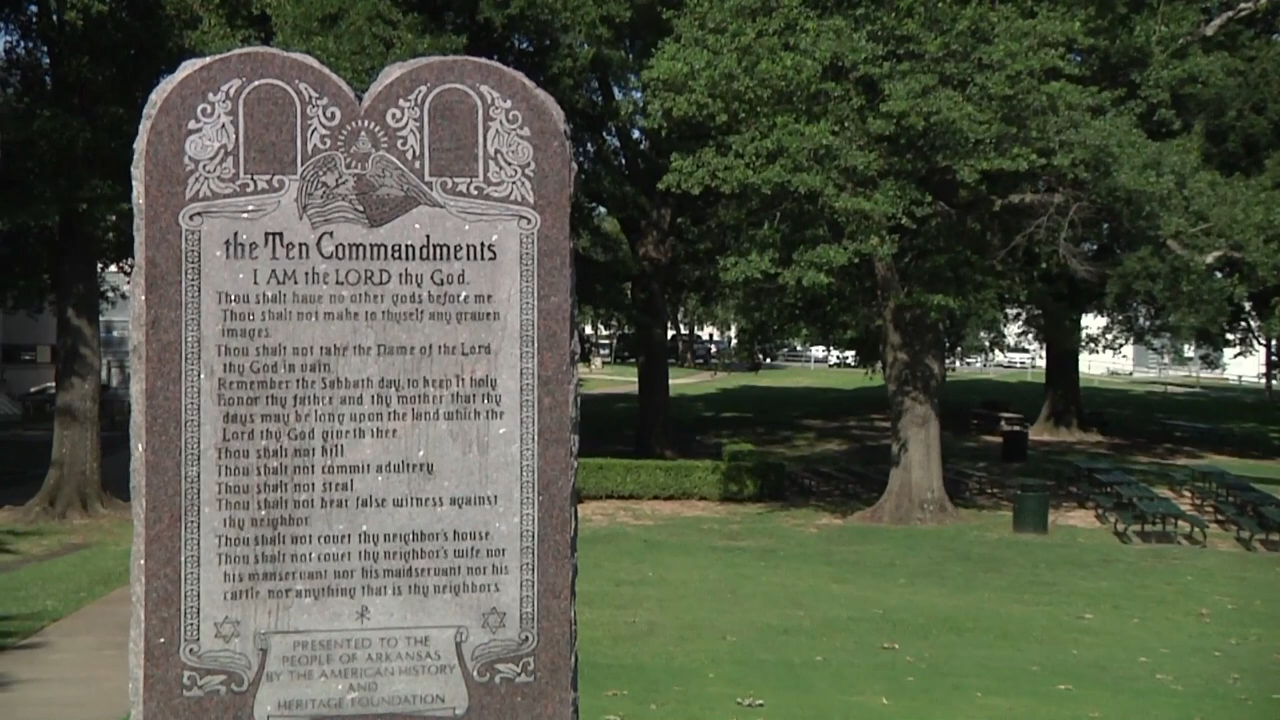 the Ten Commandments
I AM the LORD thy God.
Thou shalt have no other gods before me.
Thou shalt not make to thyself any graven
images.
Thou shalt not take the Name of the Lord
thy God in vain.
Remember the Sabbath day, to keep it holy.
Honor thy father and thy mother that thy
days may be long upon the land which the
Lord thy God giveth thee.
Thou shalt not kill.
Thou shalt not commit adultery.
Thou shalt not steal.
Thou shalt not bear false witness against
thy neighbor.
Thou shalt not covet thy neighbor's house.
Thou shalt not covet thy neighbor's wife nor
his manservant nor his maidservant nor his
cattle nor anything that is thy neighbors.
PRESENTED TO THE
PEOPLE OF ARKANSAS
BY THE AMERICAN HISTORY
AND
HERITAGE FOUNDATION